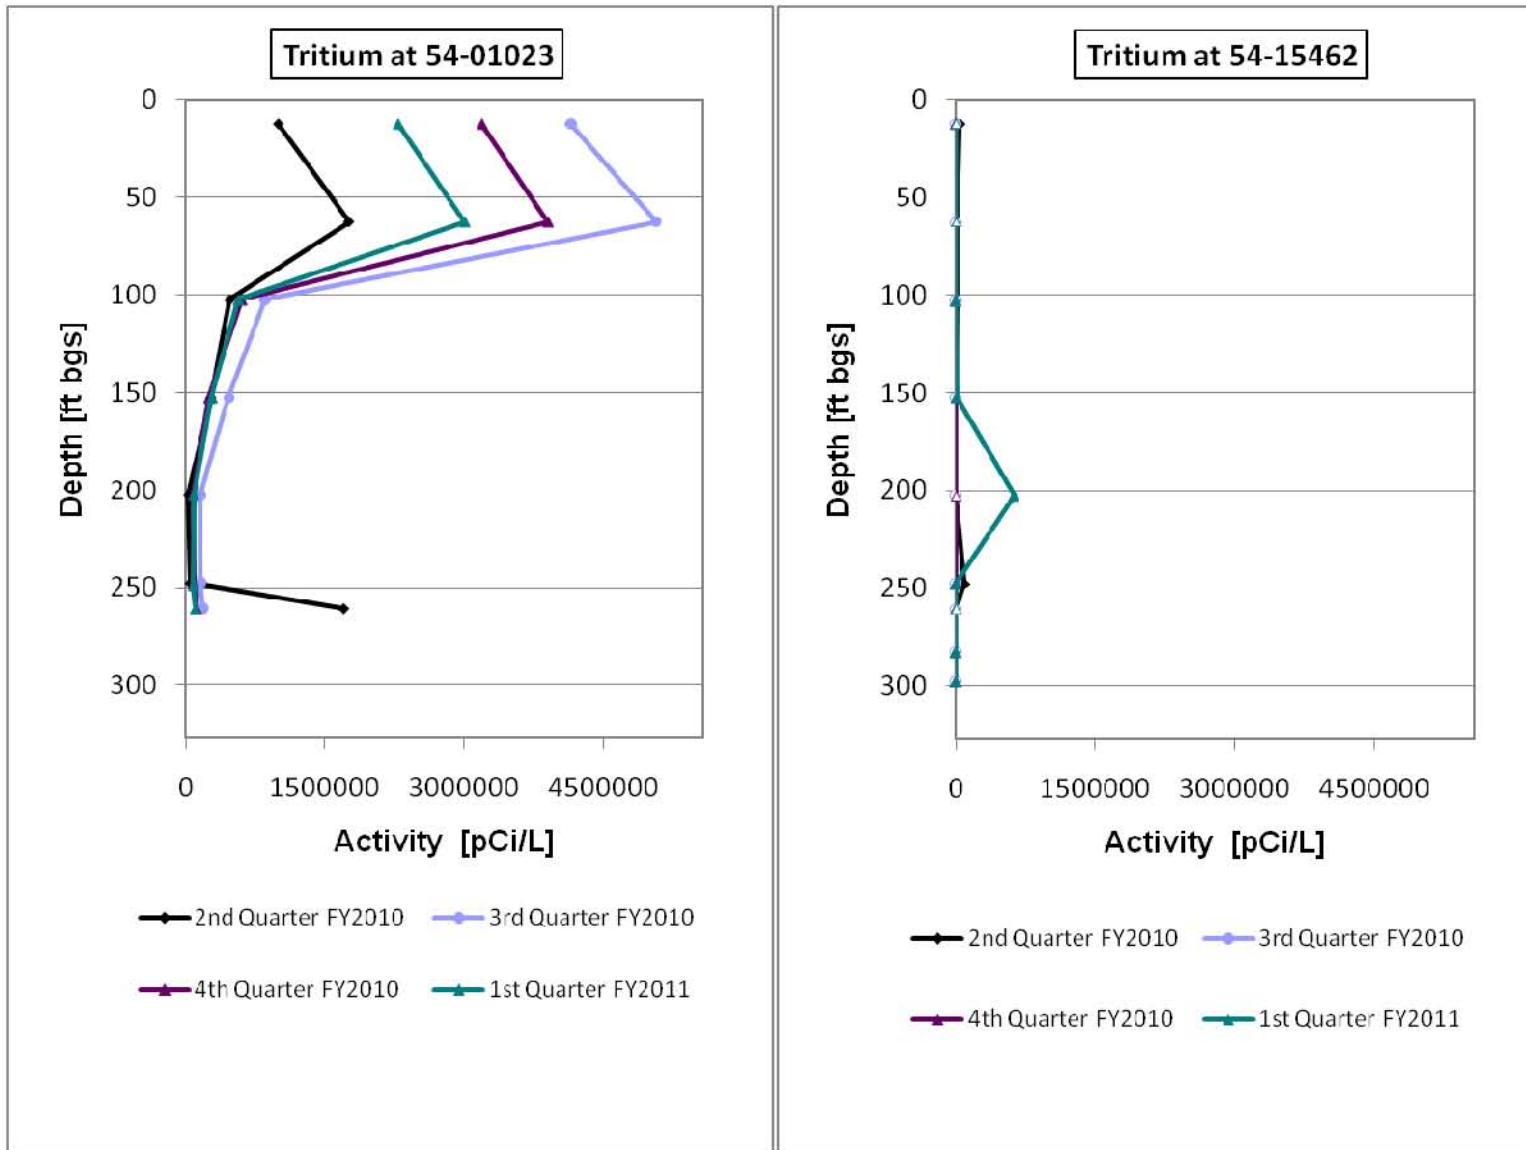 Tritium at 54-01023
0
50
100
150
200
250
300
Depth [ft bgs]
0 1500000 3000000 4500000
Activity [pCi/L]
2nd Quarter FY2010 3rd Quarter FY2010
4th Quarter FY2010 1st Quarter FY2011
Tritium at 54-15462
0
50
100
150
200
250
300
Depth [ft bgs]
0 1500000 3000000 4500000
Activity [pCi/L]
2nd Quarter FY2010 3rd Quarter FY2010
4th Quarter FY2010 1st Quarter FY2011